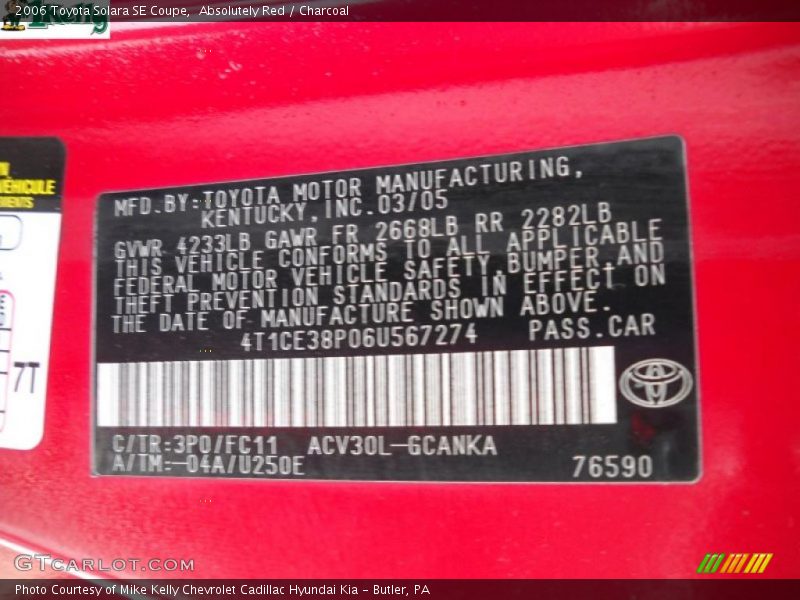 2006 Toyota Solara SE Coupe, Absolutely Red / Charcoal
VEHICLE
7T
MFD.BY:TOYOTA MOTOR MANUFACTURING,
KENTUCKY,INC.03/05
GVWR 4233LB GAWR FR 2668LB RR 2282LB
THIS VEHICLE CONFORMS TO ALL APPLICABLE
FEDERAL MOTOR VEHICLE SAFETY,BUMPER,AND
THEFT PREVENTION STANDARDS IN EFFECT ON
THE DATE OF MANUFACTURE SHOWN ABOVE.
4T1CE38P06U567274 PASS.CAR
C/TR:3P0/FC11 ACV30L-GCANKA
A/TM:-04A/U250E 76590
GTCARLOT.COM
Photo Courtesy of Mike Kelly Chevrolet Cadillac Hyundai Kia - Butler, PA